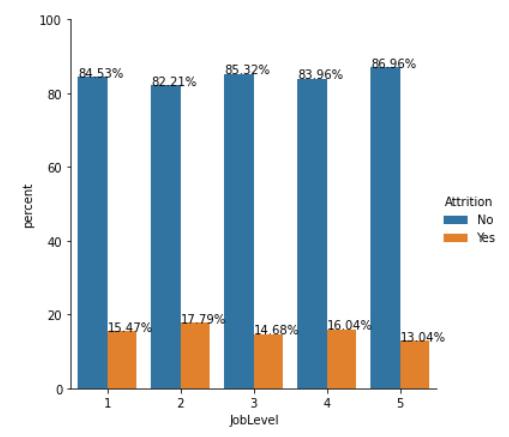 100
80
60
40
20
0
percent
84.53%
82.21%
85.32%
83.96%
86.96%
15.47%
17.79%
14.68%
16.04%
13.04%
1 2 3 4 5
JobLevel
Attrition
No
Yes